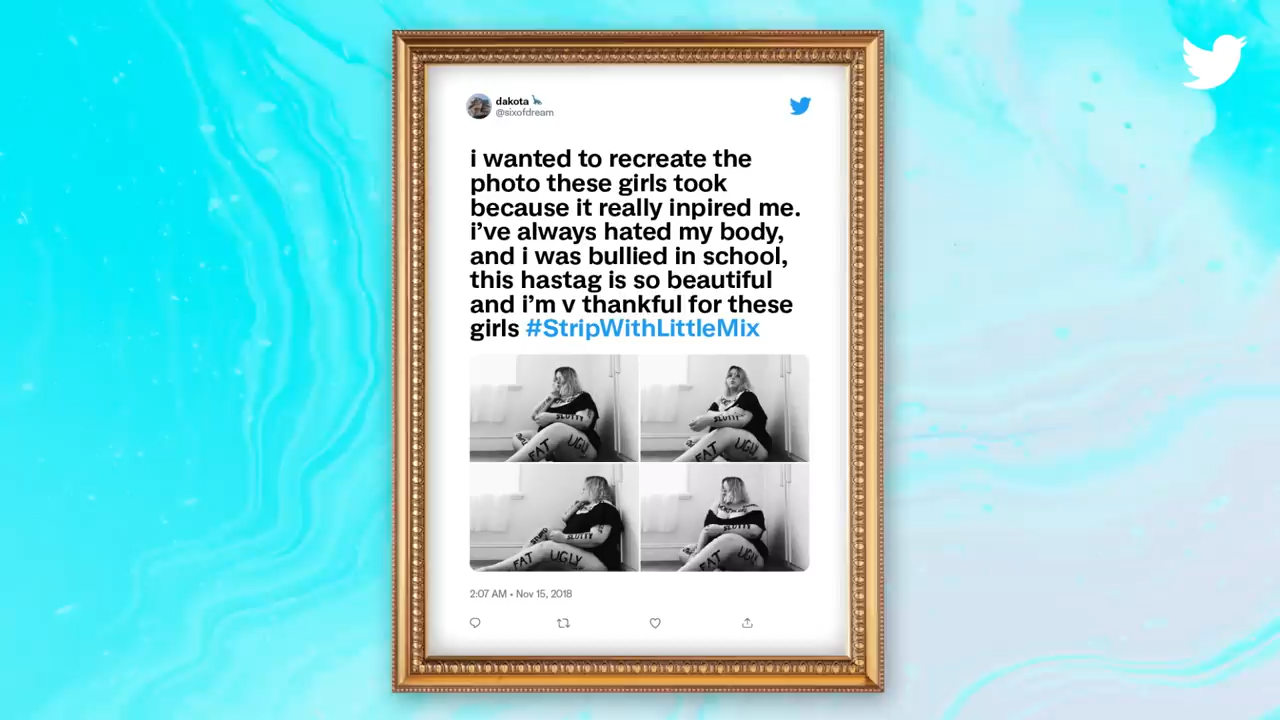 dakota
@sixofdream
i wanted to recreate the
photo these girls took
because it really inpired me.
i've always hated my body,
and i was bullied in school,
this hastag is so beautiful
and i'm v thankful for these
girls #StripWithLittleMix
SLUTTY
FAT UGLY
SLUTTY
FAT UGLY
SLUTTY
FAT UGLY
SLUTTY
FAT UGLY
2:07 AM • Nov 15, 2018